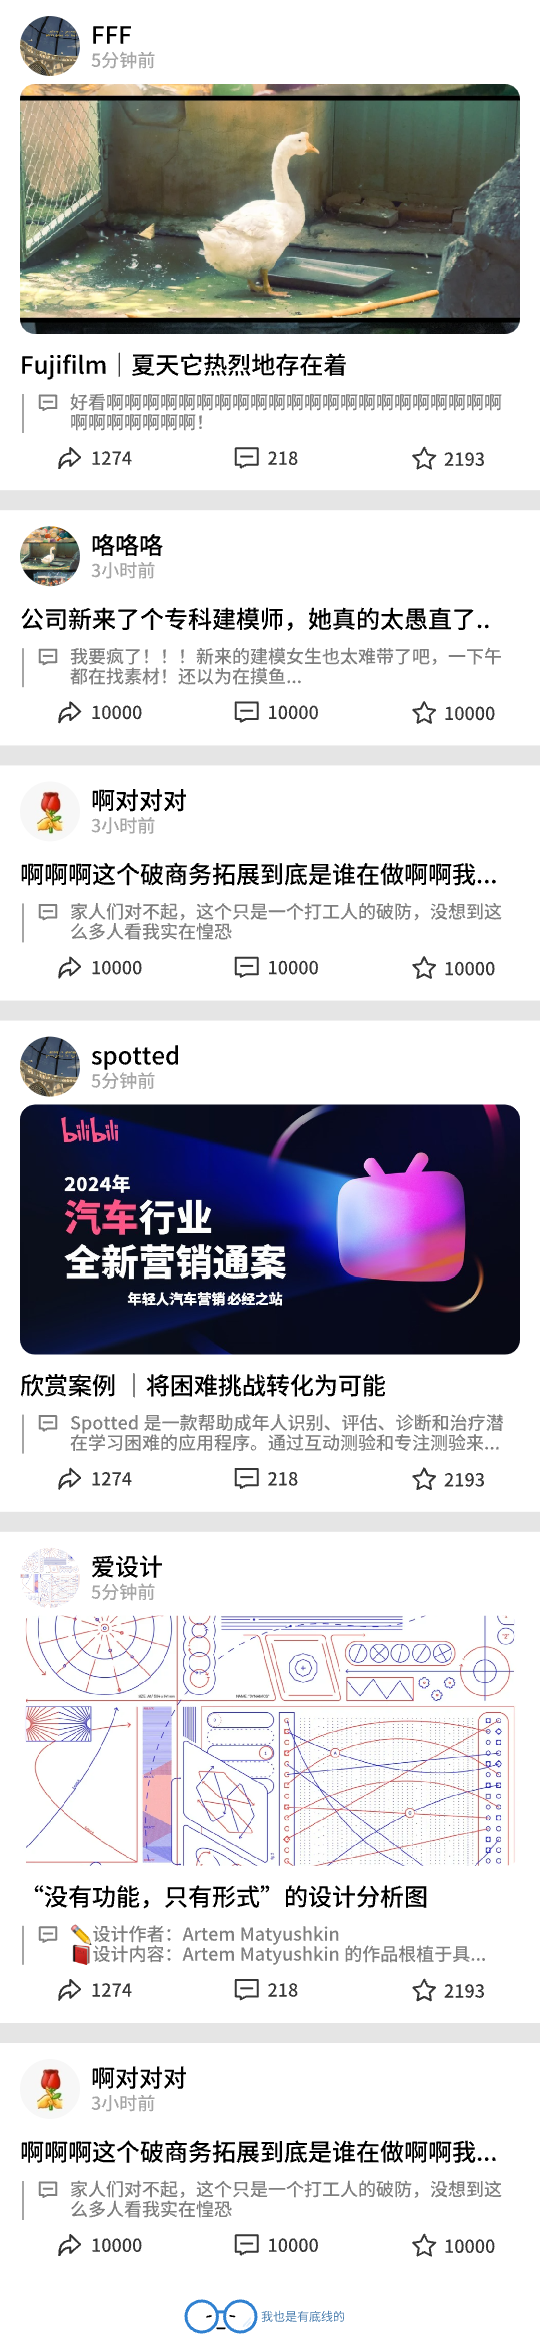 FFF
5分钟前
Fujifilm｜夏天它热烈地存在着
好看啊啊啊啊啊啊啊啊啊啊啊啊啊啊啊啊啊啊啊啊啊啊
啊啊啊啊啊啊啊！
1274
218
2193
咯咯咯
3小时前
公司新来了个专科建模师，她真的太愚直了..
我要疯了！！！新来的建模女生也太难带了吧，一下午
都在找素材！还以为在摸鱼...
10000
10000
10000
啊对对对
3小时前
啊啊啊这个破商务拓展到底是谁在做啊啊我...
家人们对不起，这个只是一个打工人的破防，没想到这
么多人看我实在惶恐
10000
10000
10000
spotted
5分钟前
bilibili
2024年
汽车行业
全新营销通案
年轻人汽车营销必经之站
欣赏案例 ｜将困难挑战转化为可能
Spotted 是一款帮助成年人识别、评估、诊断和治疗潜
在学习困难的应用程序。通过互动测验和专注测验来...
1274
218
2193
爱设计
5分钟前
“没有功能，只有形式”的设计分析图
✏️设计作者：Artem Matyushkin
📕设计内容：Artem Matyushkin 的作品根植于具...
1274
218
2193
啊对对对
3小时前
啊啊啊这个破商务拓展到底是谁在做啊啊我...
家人们对不起，这个只是一个打工人的破防，没想到这
么多人看我实在惶恐
10000
10000
10000
我也是有底线的